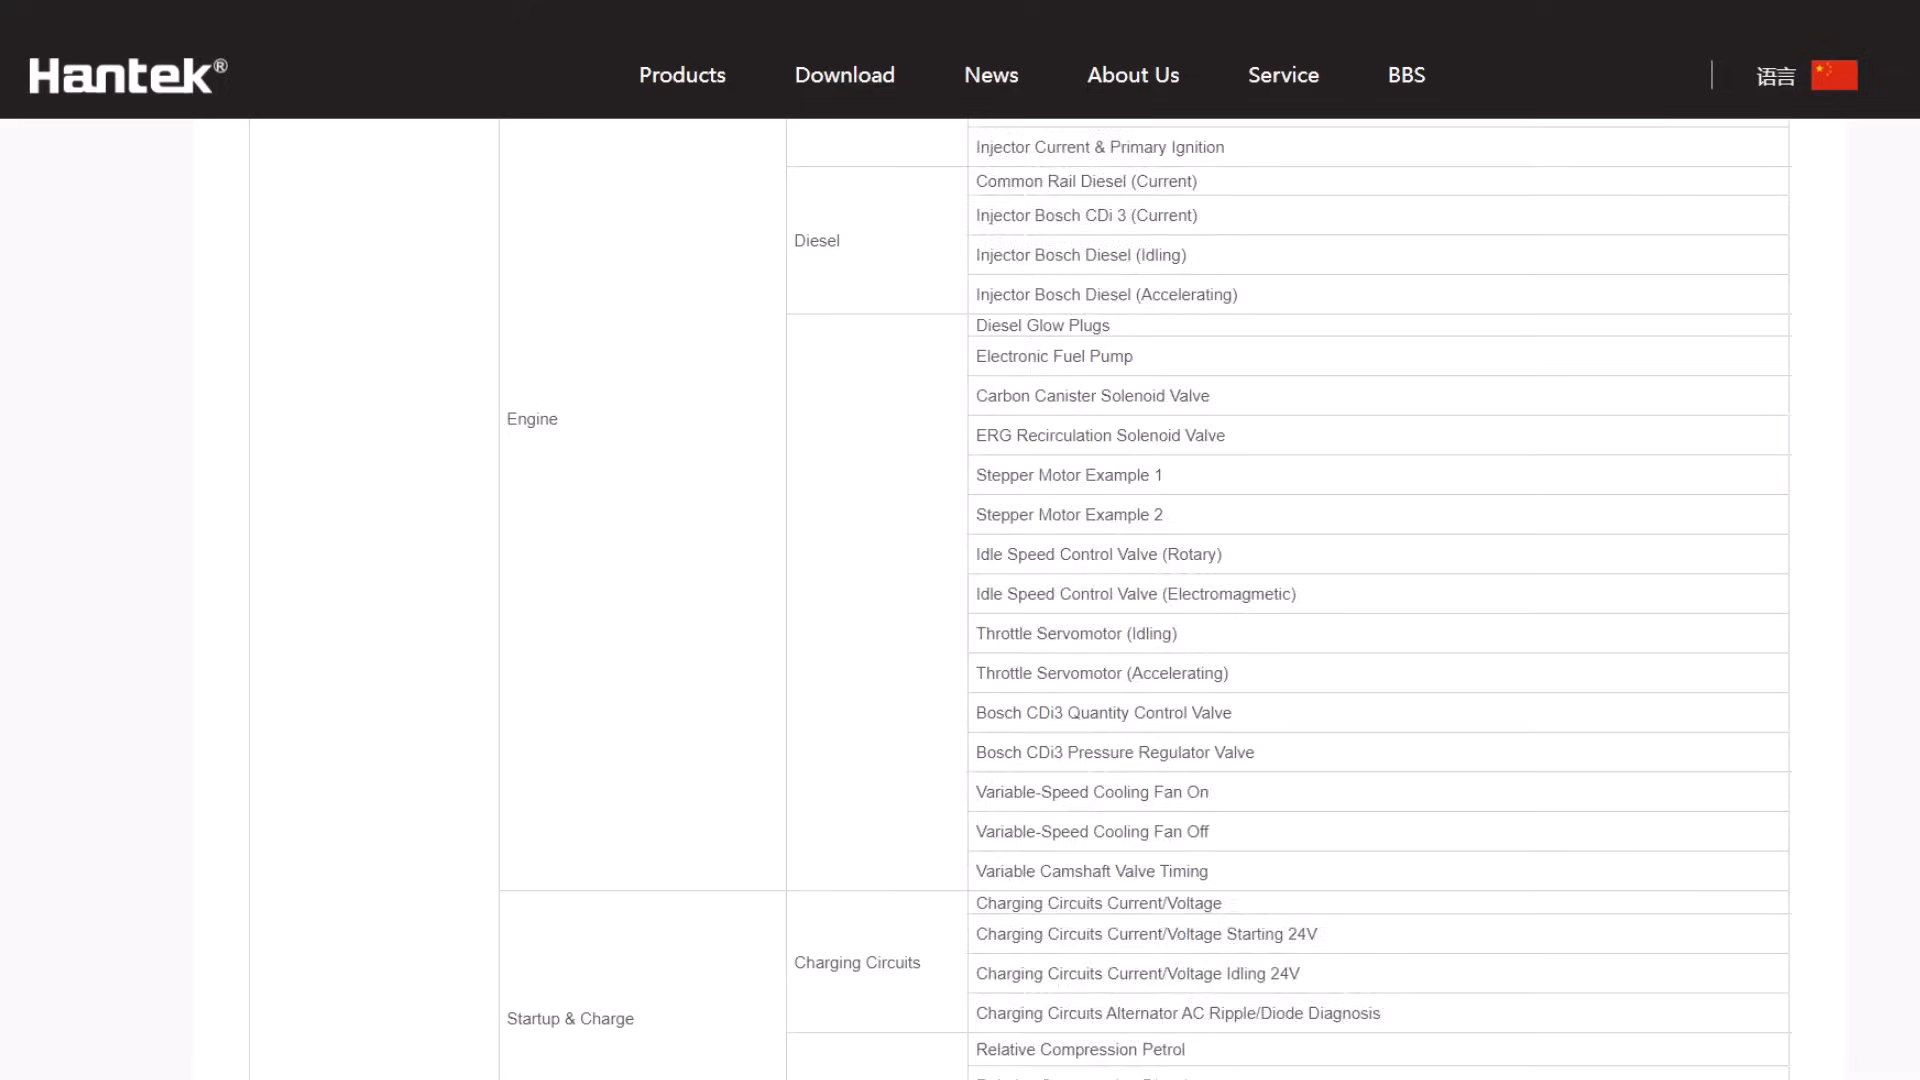 Hantek®
Products
Download
News
About Us
Service
BBS
语言
Injector Current & Primary Ignition
Diesel
Common Rail Diesel (Current)
Injector Bosch CDi 3 (Current)
Injector Bosch Diesel (Idling)
Injector Bosch Diesel (Accelerating)
Engine
Diesel Glow Plugs
Electronic Fuel Pump
Carbon Canister Solenoid Valve
ERG Recirculation Solenoid Valve
Stepper Motor Example 1
Stepper Motor Example 2
Idle Speed Control Valve (Rotary)
Idle Speed Control Valve (Electromagmetic)
Throttle Servomotor (Idling)
Throttle Servomotor (Accelerating)
Bosch CDi3 Quantity Control Valve
Bosch CDi3 Pressure Regulator Valve
Variable-Speed Cooling Fan On
Variable-Speed Cooling Fan Off
Variable Camshaft Valve Timing
Startup & Charge
Charging Circuits
Charging Circuits Current/Voltage
Charging Circuits Current/Voltage Starting 24V
Charging Circuits Current/Voltage Idling 24V
Charging Circuits Alternator AC Ripple/Diode Diagnosis
Relative Compression Petrol